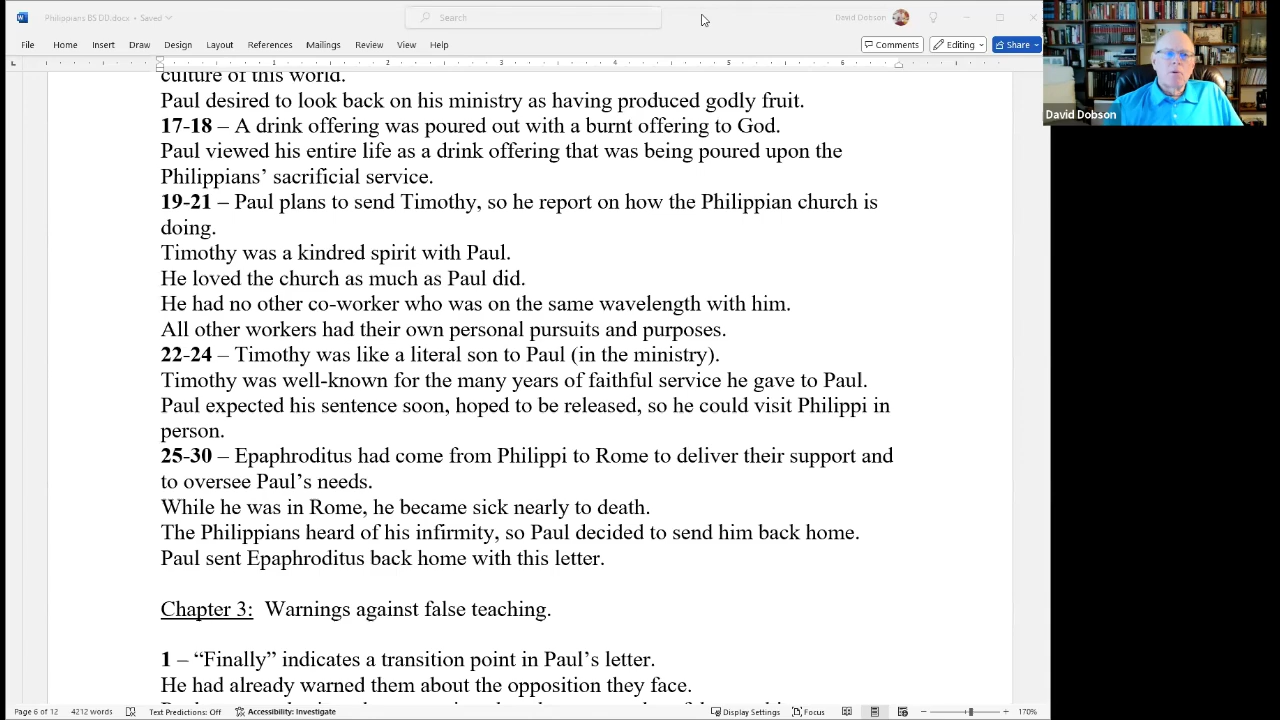 Philippians BS DD.docx • Saved
Search
David Dobson
File Home Insert Draw Design Layout References Mailings Review View Help
Comments Editing Share
1 2 3 4 5 6
culture of this world.
Paul desired to look back on his ministry as having produced godly fruit.
17-18 – A drink offering was poured out with a burnt offering to God.
Paul viewed his entire life as a drink offering that was being poured upon the
Philippians’ sacrificial service.
19-21 – Paul plans to send Timothy, so he report on how the Philippian church is
doing.
Timothy was a kindred spirit with Paul.
He loved the church as much as Paul did.
He had no other co-worker who was on the same wavelength with him.
All other workers had their own personal pursuits and purposes.
22-24 – Timothy was like a literal son to Paul (in the ministry).
Timothy was well-known for the many years of faithful service he gave to Paul.
Paul expected his sentence soon, hoped to be released, so he could visit Philippi in
person.
25-30 – Epaphroditus had come from Philippi to Rome to deliver their support and
to oversee Paul’s needs.
While he was in Rome, he became sick nearly to death.
The Philippians heard of his infirmity, so Paul decided to send him back home.
Paul sent Epaphroditus back home with this letter.
Chapter 3: Warnings against false teaching.
1 – “Finally” indicates a transition point in Paul’s letter.
He had already warned them about the opposition they face.
Page 6 of 12 4212 words Text Predictions: Off Accessibility: Investigate Display Settings Focus 170%
David Dobson